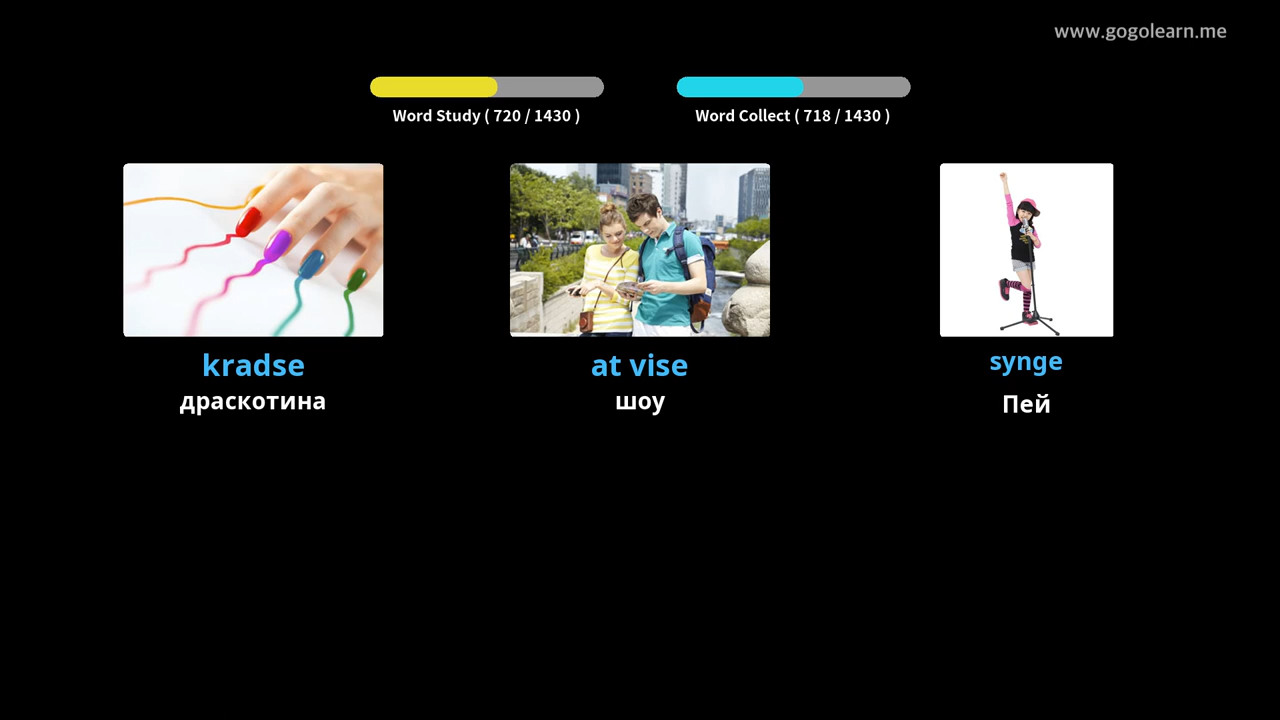 www.gogolearn.me
Word Study ( 720 / 1430 )
Word Collect ( 718 / 1430 )
kradse
драскотина
at vise
шоу
synge
Пей